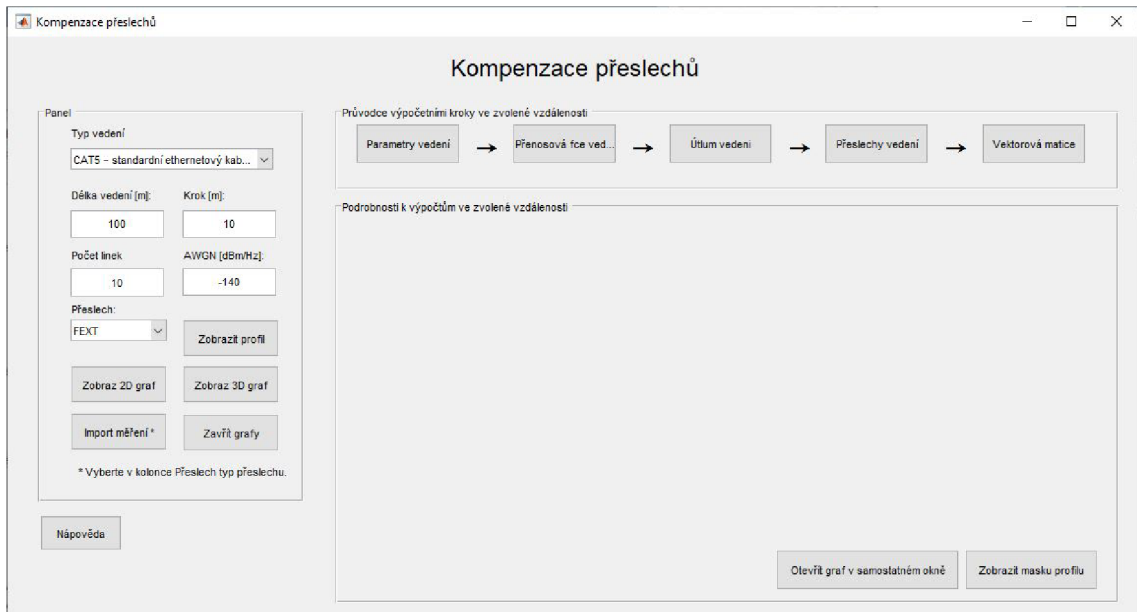 Kompenzace přeslechů
Kompenzace přeslechů
Panel
Typ vedení
CAT5 – standardní ethernetový kab...
Délka vedení [m]:
Krok [m]:
100
10
Počet linek
AWGN [dBm/Hz]:
10
-140
Přeslech:
FEXT
Zobrazit profil
Zobraz 2D graf
Zobraz 3D graf
Import měření *
Zavřít grafy
* Vyberte v kolonce Přeslech typ přeslechu.
Nápověda
Průvodce výpočetními kroky ve zvolené vzdálenosti
Parametry vedení
→
Přenosová fce ved...
→
Útlum vedeni
→
Přeslechy vedení
→
Vektorová matice
Podrobnosti k výpočtům ve zvolené vzdálenosti
Otevřít graf v samostatném okně
Zobrazit masku profilu